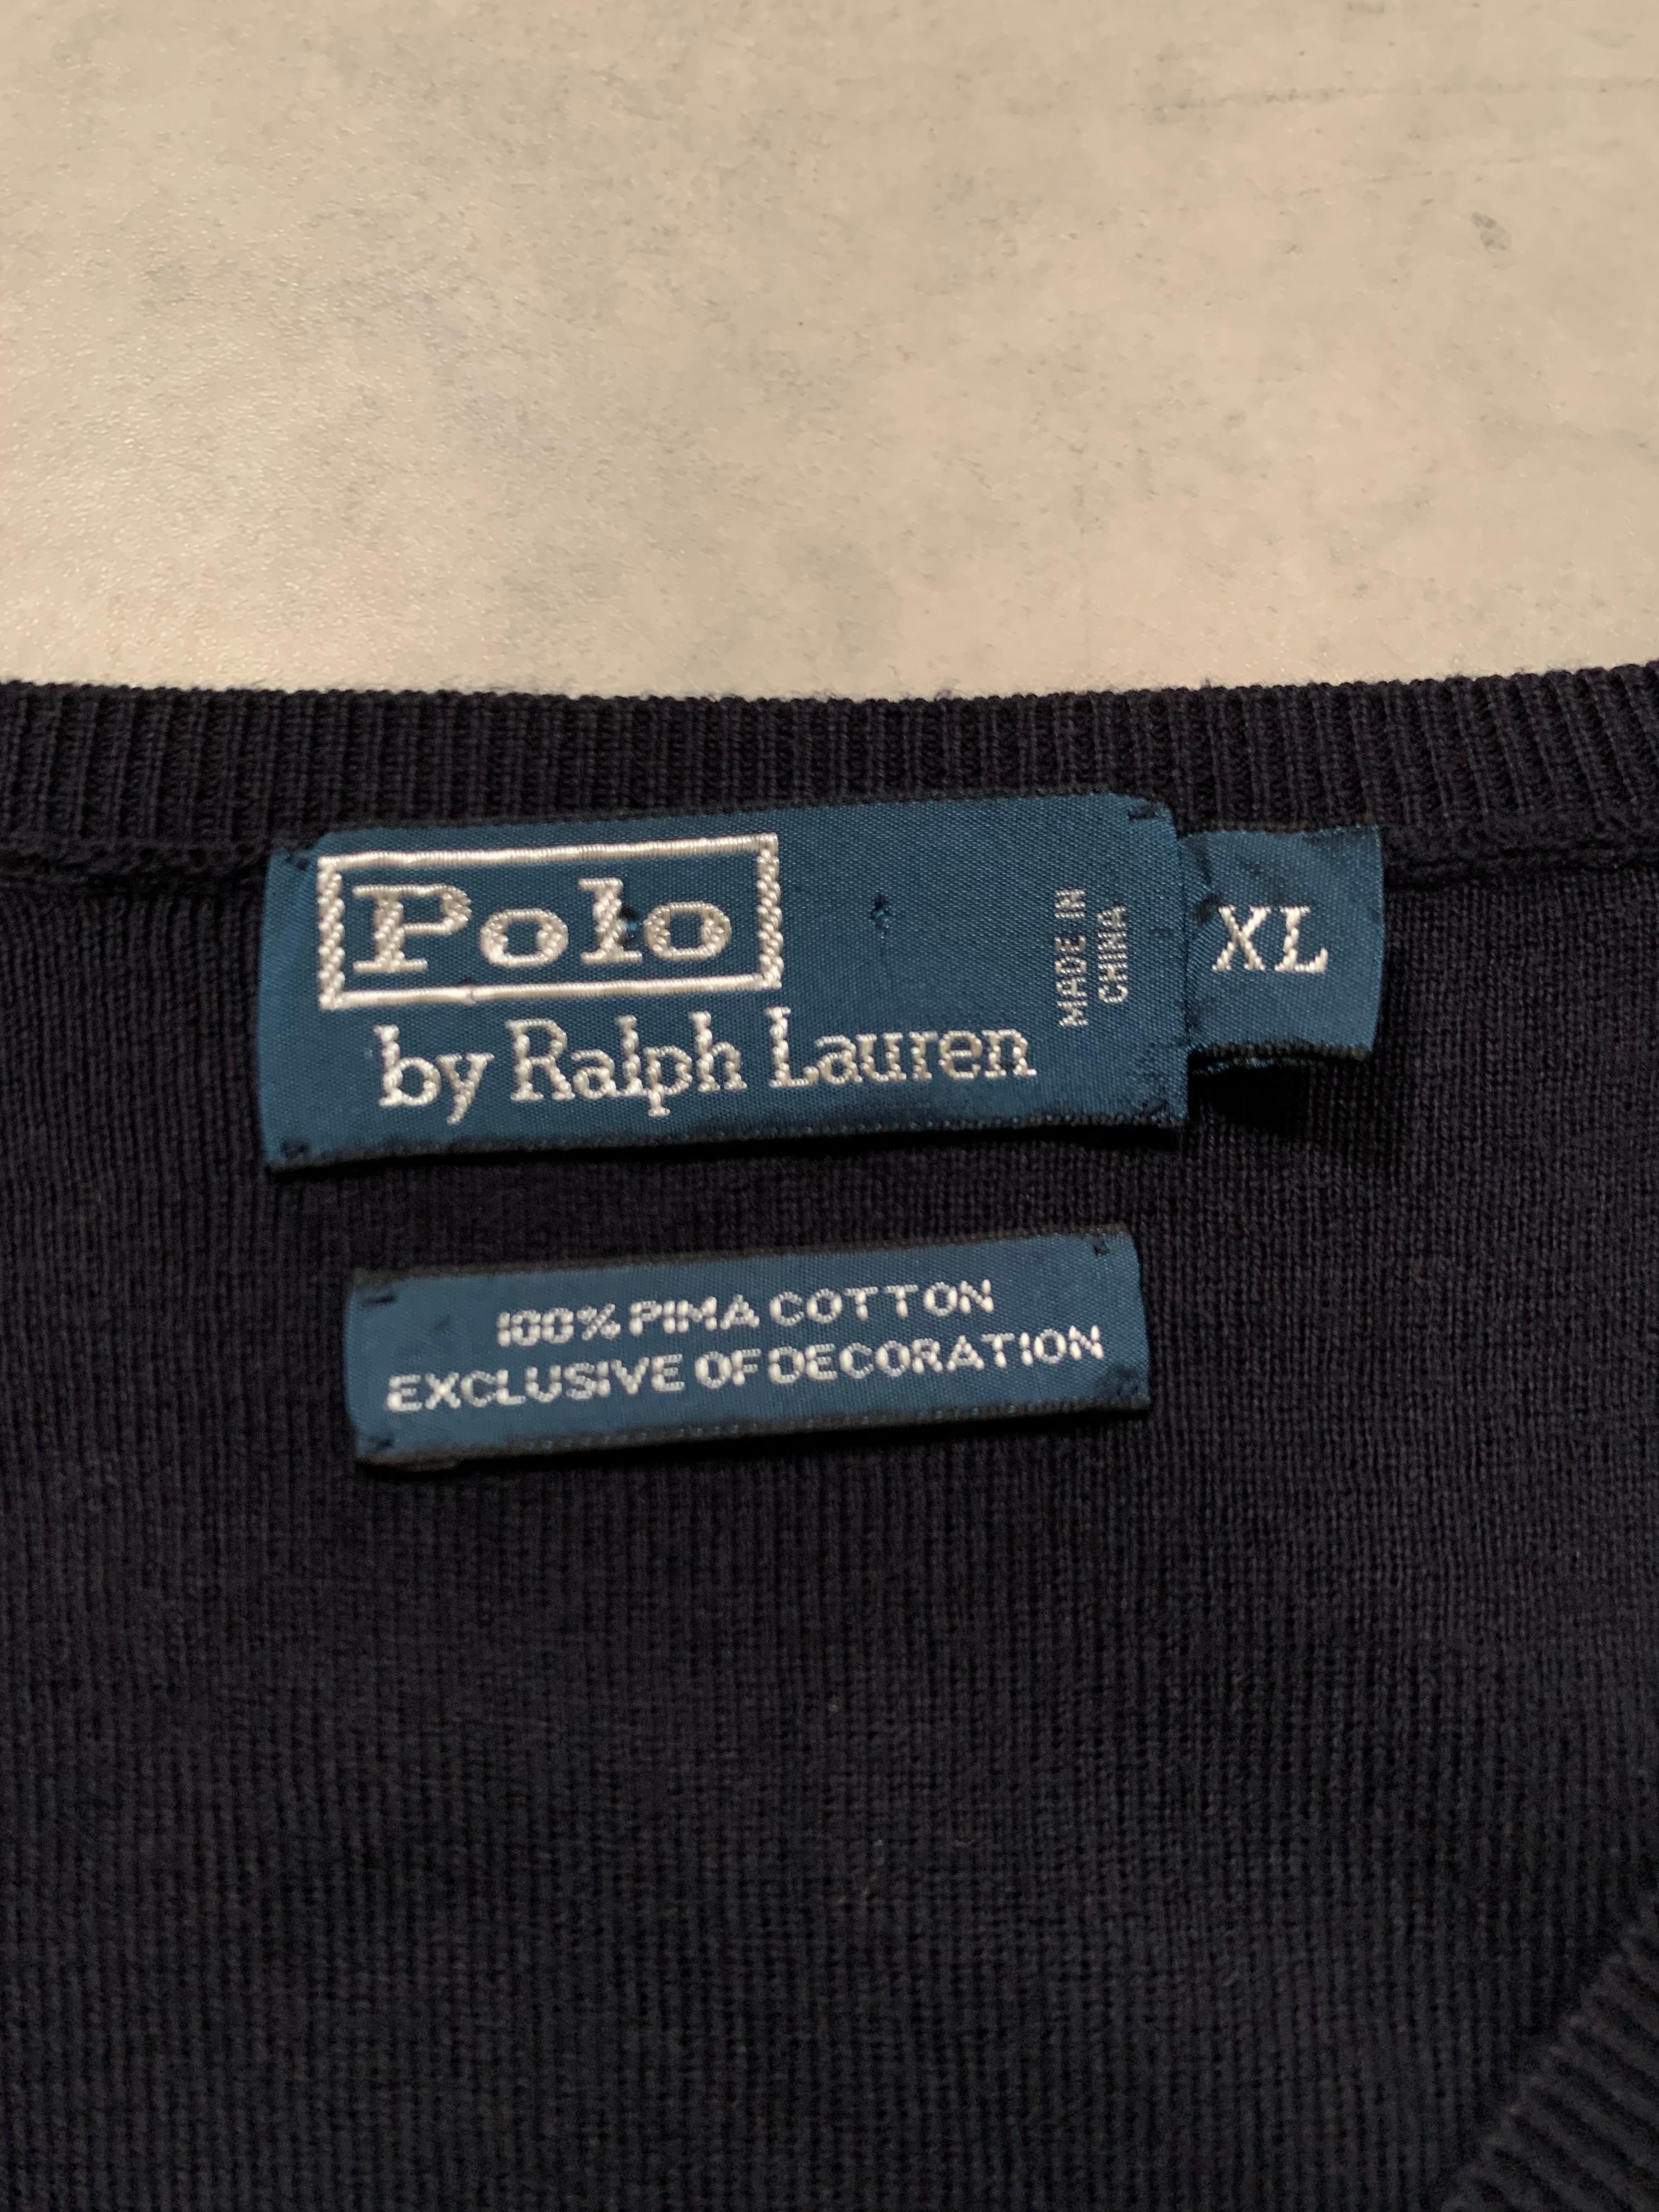 Polo
by Ralph Lauren
MADE IN
CHINA
XL
100% PIMA COTTON
EXCLUSIVE OF DECORATION